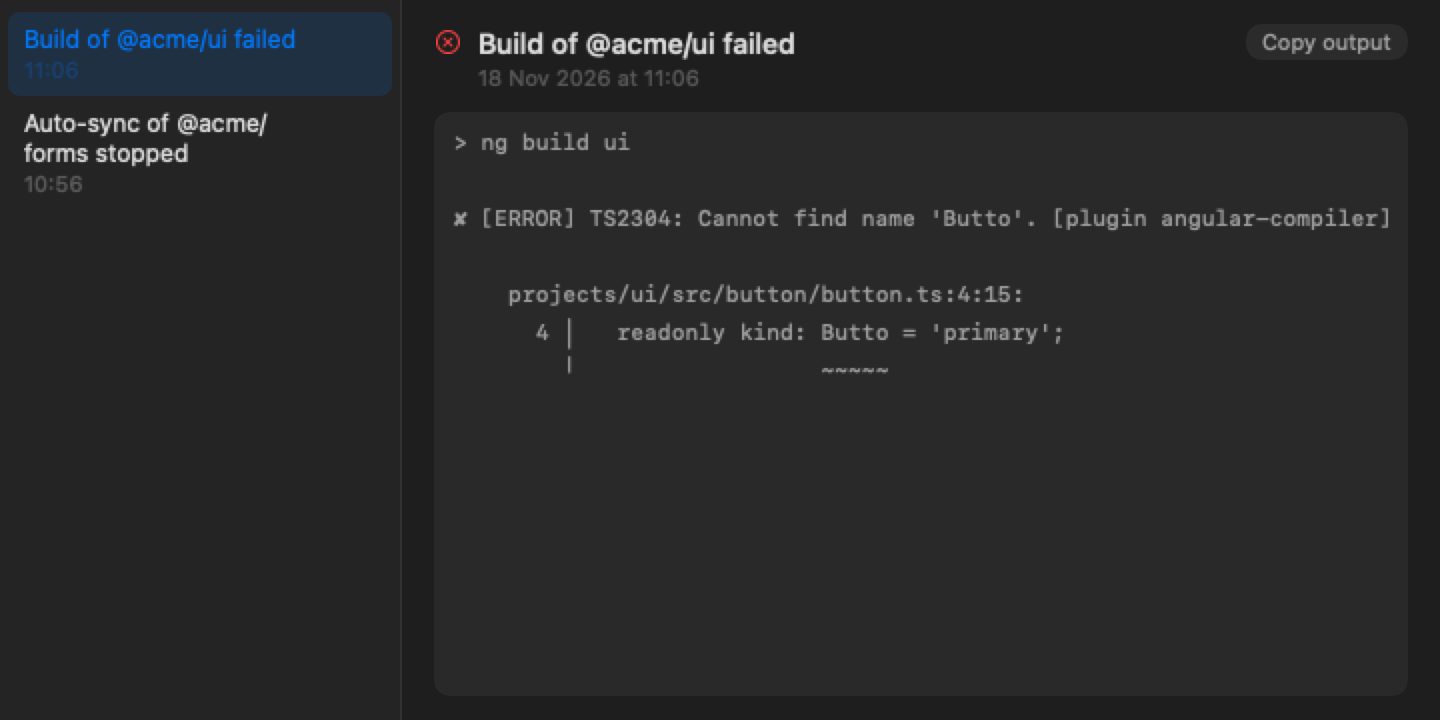 Build of @acme/ui failed
11:06
Auto-sync of @acme/
forms stopped
10:56
Build of @acme/ui failed
18 Nov 2026 at 11:06
Copy output
> ng build ui
✘ [ERROR] TS2304: Cannot find name 'Butto'. [plugin angular-compiler]
projects/ui/src/button/button.ts:4:15:
4 │   readonly kind: Butto = 'primary';
╵                  ~~~~~